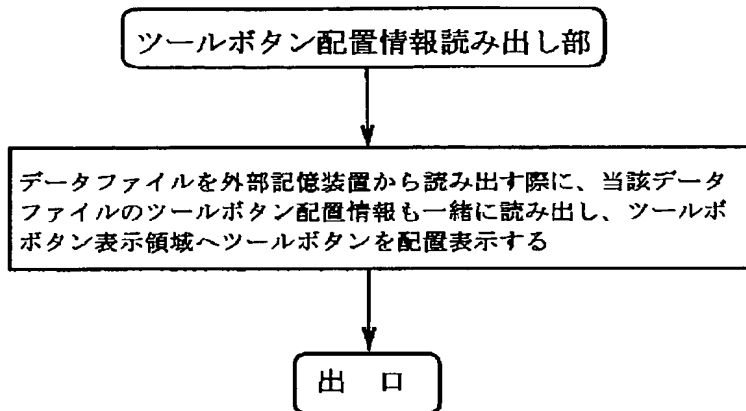 ツールボタン配置情報読み出し部
データファイルを外部記憶装置から読み出す際に、当該データ
ファイルのツールボタン配置情報も一緒に読み出し、ツールボ
ボタン表示領域へツールボタンを配置表示する
出 口